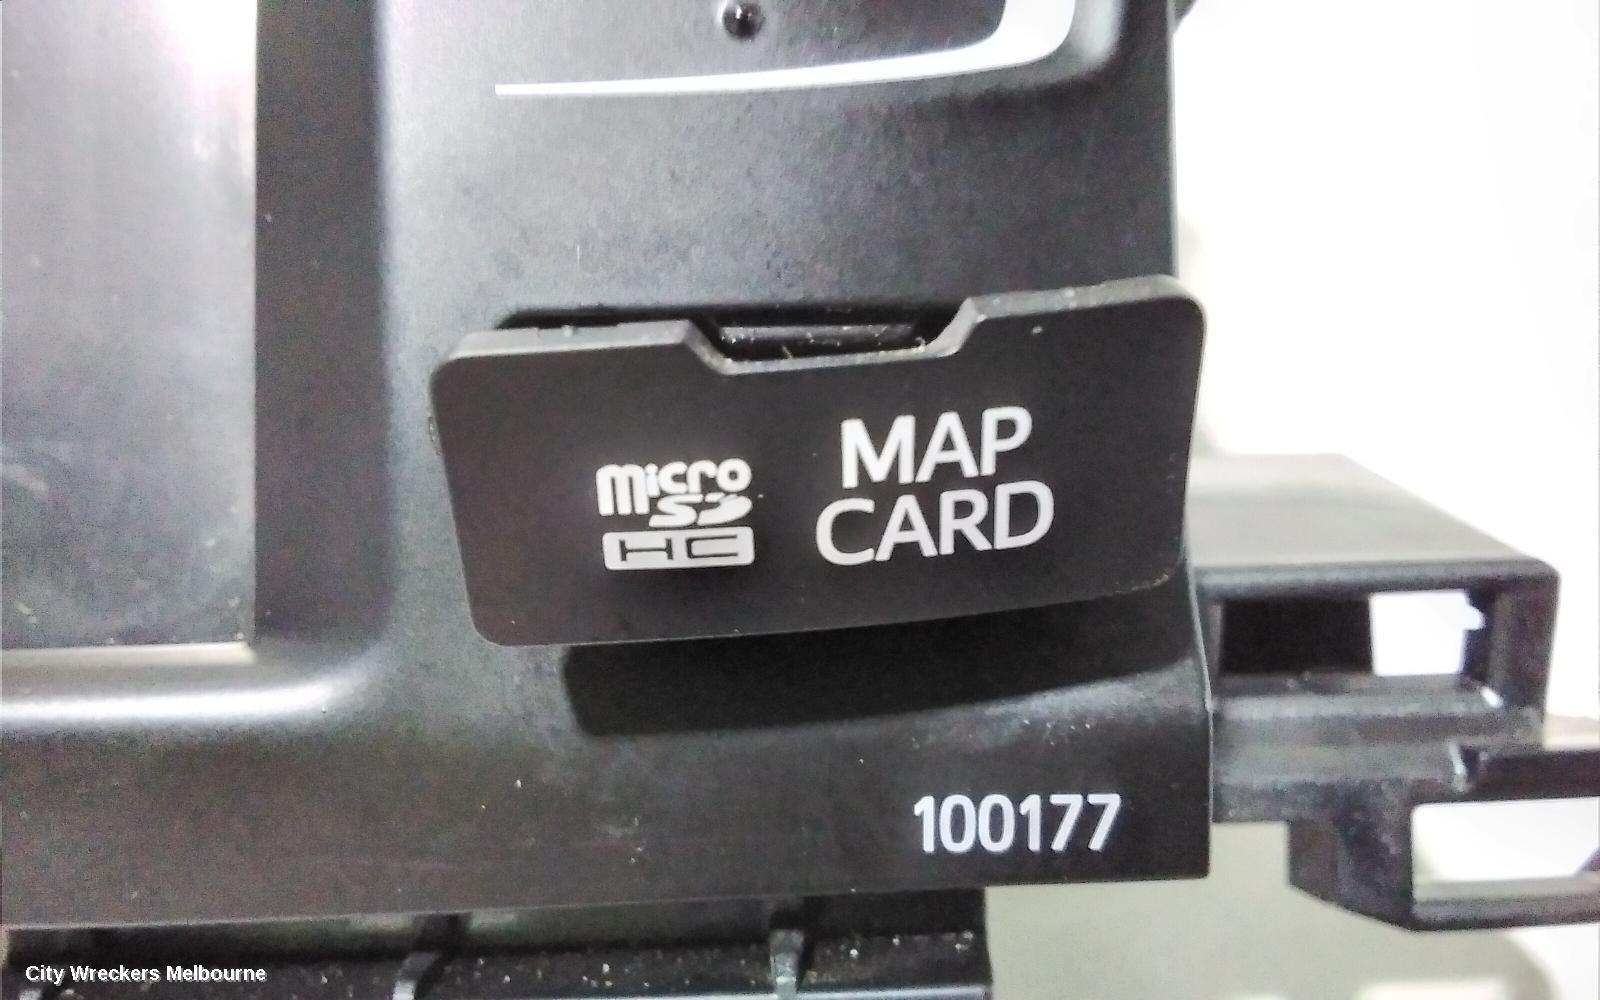 micro
SD
HC
MAP
CARD
100177
City Wreckers Melbourne